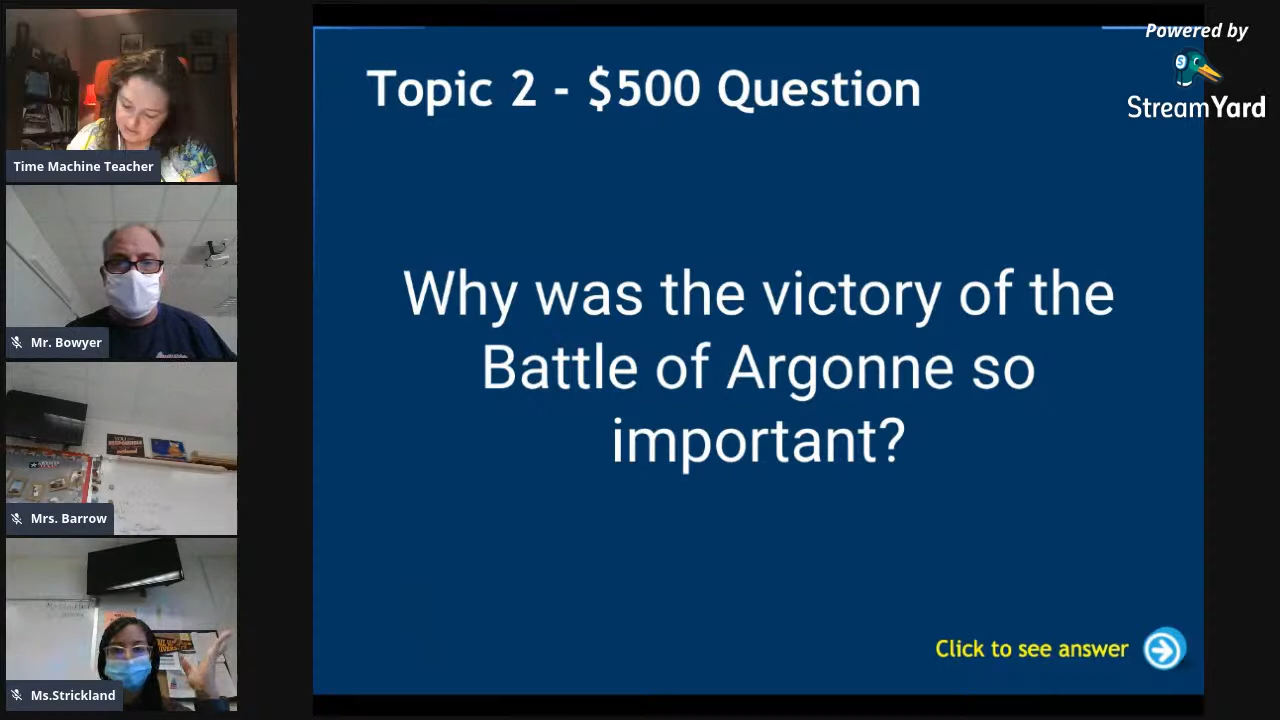 Powered by
StreamYard
Topic 2 - $500 Question
Why was the victory of the
Battle of Argonne so
important?
Click to see answer
Time Machine Teacher
Mr. Bowyer
Mrs. Barrow
Ms.Strickland